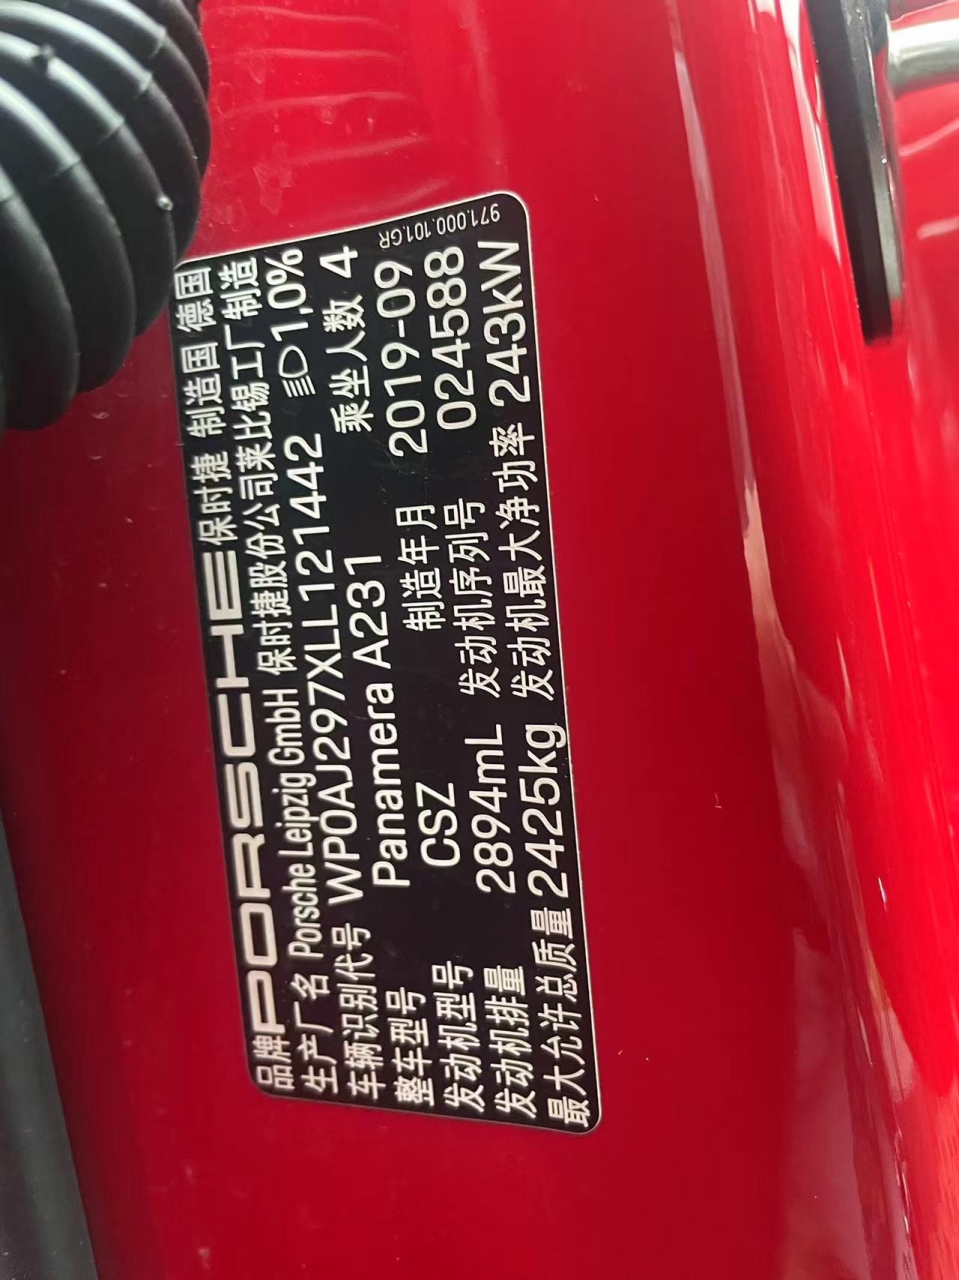 品牌 PORSCHE 保时捷 制造国 德国
生产厂名 Porsche Leipzig GmbH 保时捷股份公司莱比锡工厂制造
车辆识别代号 WP0AJ297XLL121442 1,0%
整车型号 Panamera A231 乘坐人数 4
发动机型号 CSZ 制造年月 2019-09
发动机排量 2894mL 发动机序列号 024588
最大允许总质量 2425kg 发动机最大净功率 243kW
971.000.101.GR